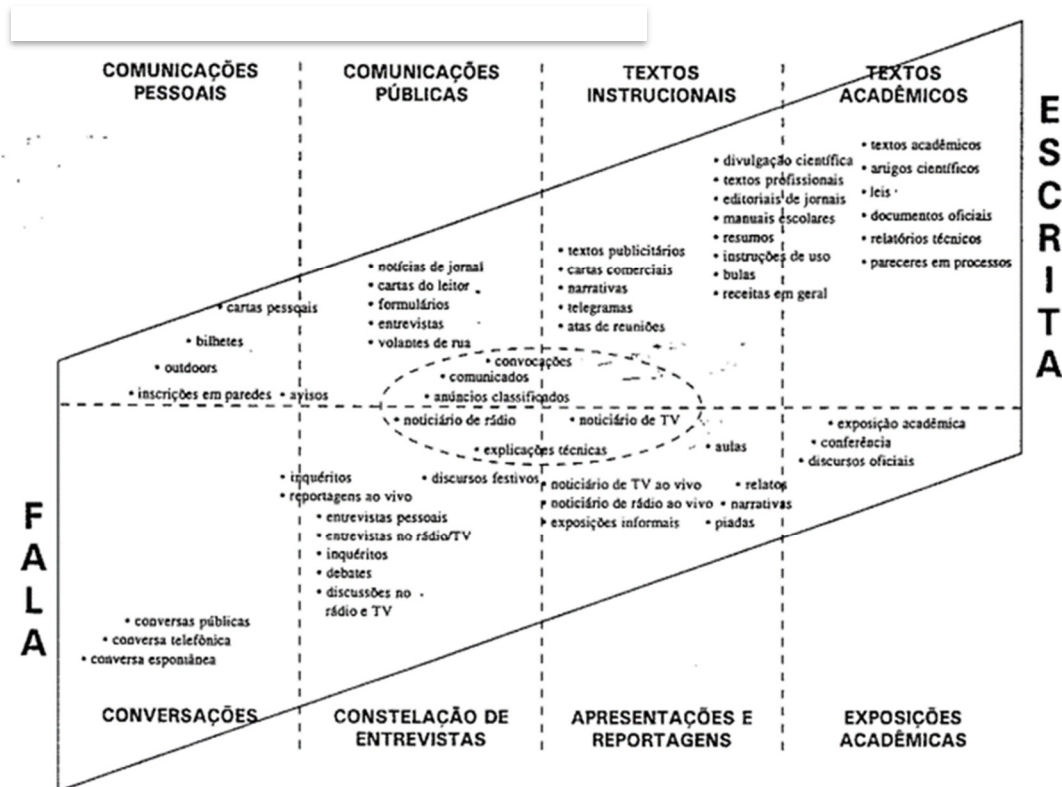 COMUNICAÇÕES
PESSOAIS
COMUNICAÇÕES
PÚBLICAS
TEXTOS
INSTRUCIONAIS
TEXTOS
ACADÊMICOS
ESCRITA
• textos acadêmicos
• artigos científicos
• leis
• documentos oficiais
• relatórios técnicos
• pareceres em processos
• divulgação científica
• textos profissionais
• editoriais de jornais
• manuais escolares
• resumos
• instruções de uso
• bulas
• receitas em geral
• textos publicitários
• cartas comerciais
• narrativas
• telegramas
• atas de reuniões
• notícias de jornal
• cartas do leitor
• formulários
• entrevistas
• volantes de rua
• cartas pessoais
• bilhetes
• outdoors
• inscrições em paredes • avisos
• convocações
• comunicados
• anúncios classificados
• noticiário de rádio • noticiário de TV
• explicações técnicas
• exposição acadêmica
• conferência
• discursos oficiais
• aulas
• inquéritos
• reportagens ao vivo
• discursos festivos
• entrevistas pessoais
• entrevistas no rádio/TV
• inquéritos
• debates
• discussões no
rádio e TV
• noticiário de TV ao vivo • relatos
• noticiário de rádio ao vivo • narrativas
• exposições informais • piadas
FALA
• conversas públicas
• conversa telefônica
• conversa espontânea
CONVERSAÇÕES
CONSTELAÇÃO DE
ENTREVISTAS
APRESENTAÇÕES E
REPORTAGENS
EXPOSIÇÕES
ACADÊMICAS